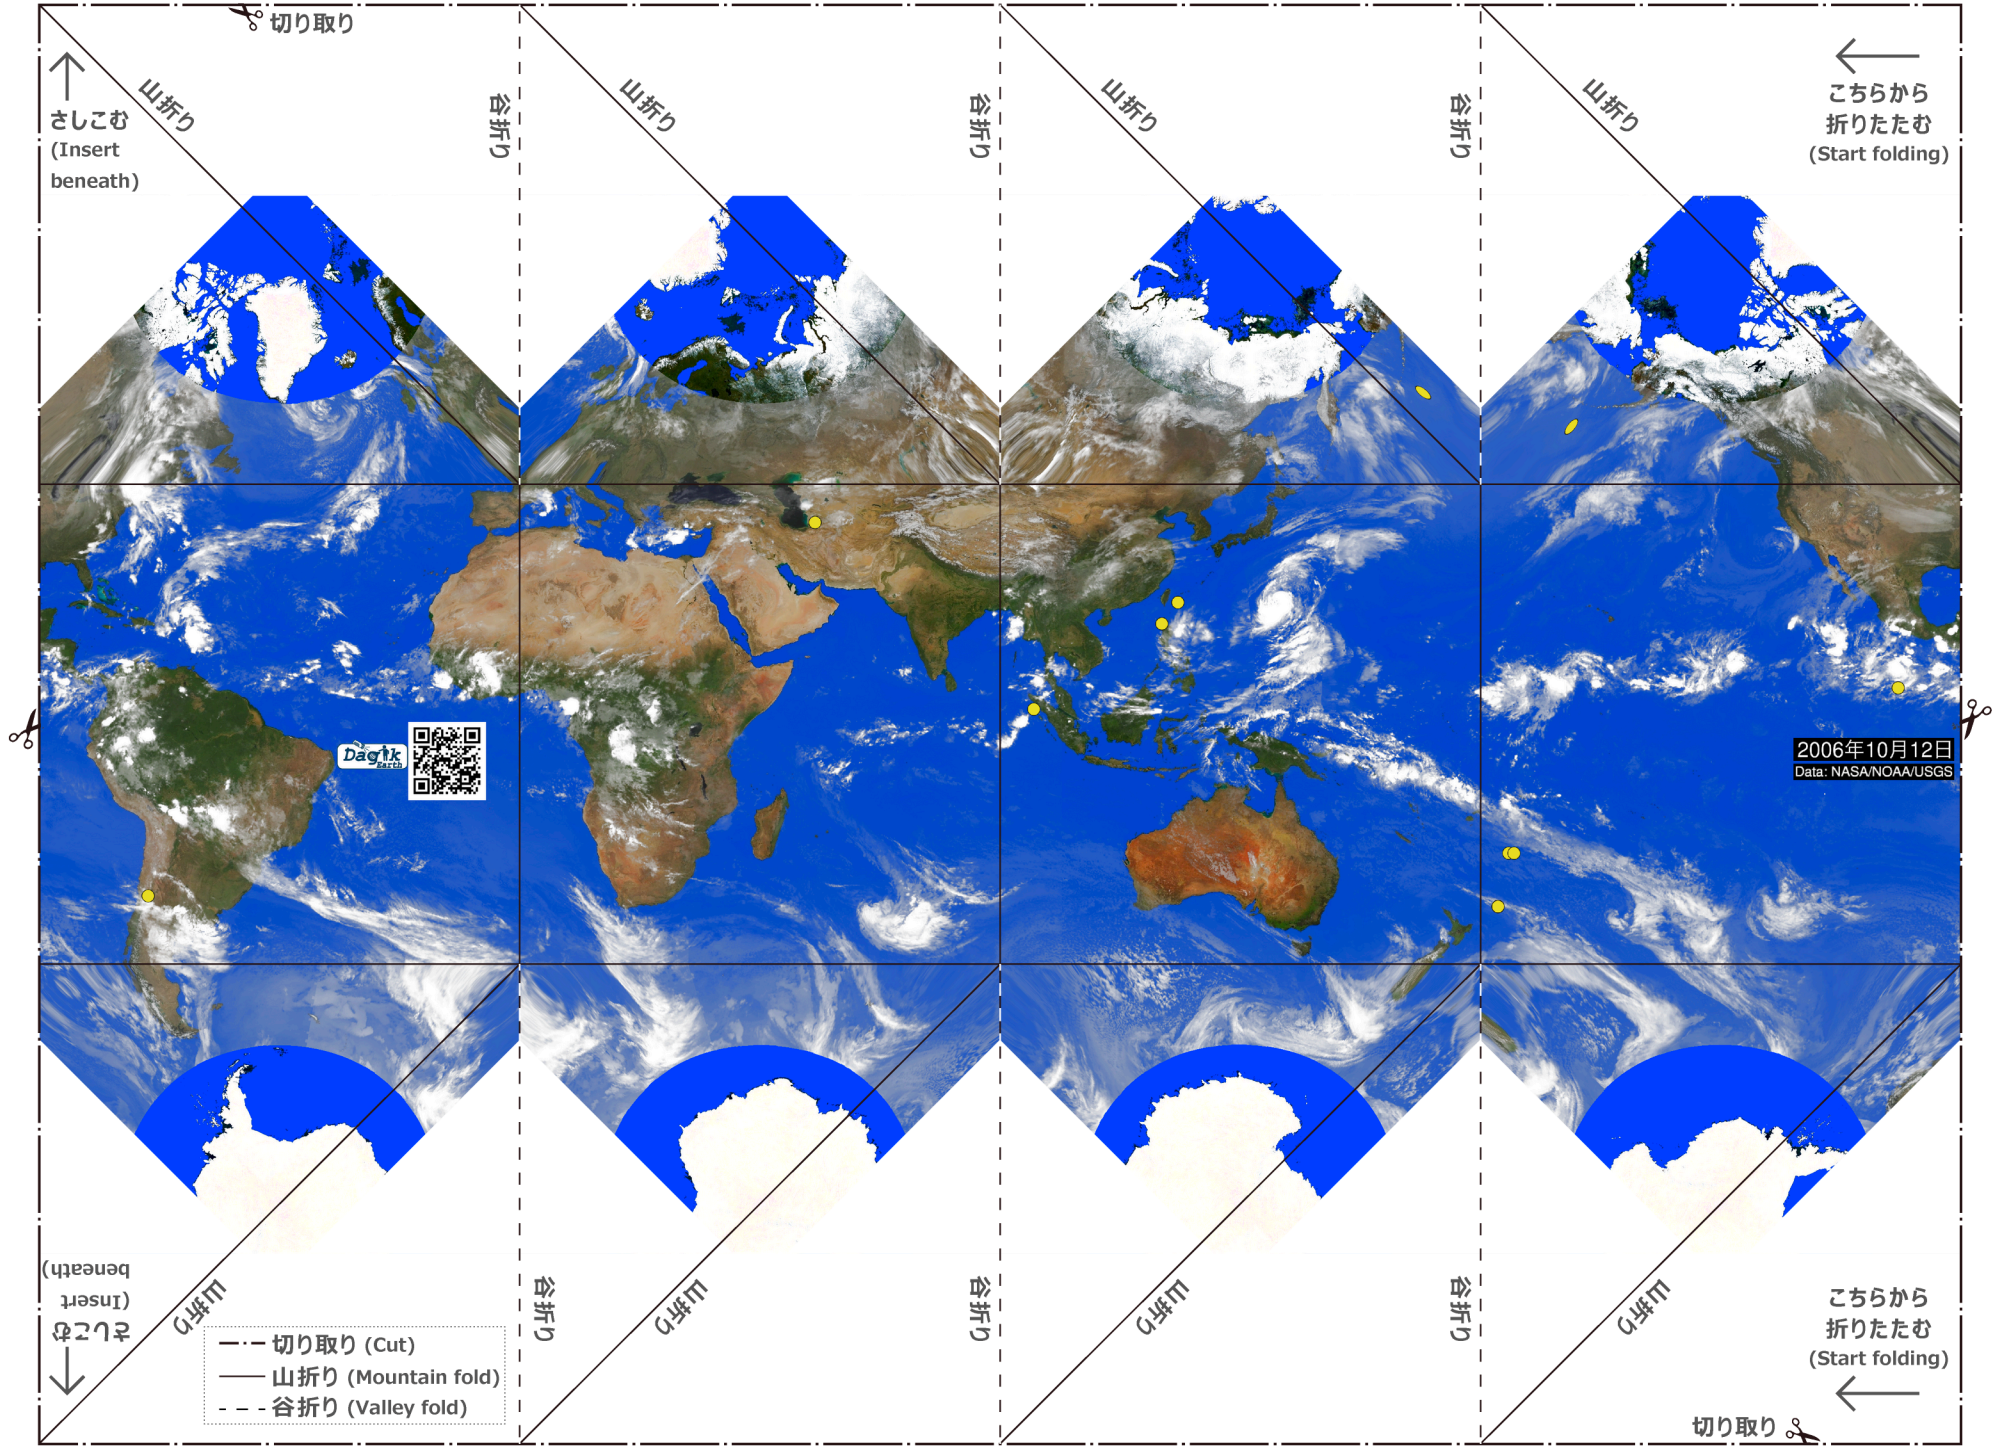 切り取り
さしこむ
(Insert
beneath)
山折り
谷折り
山折り
谷折り
山折り
谷折り
山折り
こちらから
折りたたむ
(Start folding)
Dagik
Earth
2006年10月12日
Data: NASA/NOAA/USGS
さしこむ
(Insert
beneath)
山折り
谷折り
山折り
谷折り
山折り
谷折り
山折り
こちらから
折りたたむ
(Start folding)
切り取り (Cut)
山折り (Mountain fold)
谷折り (Valley fold)
切り取り